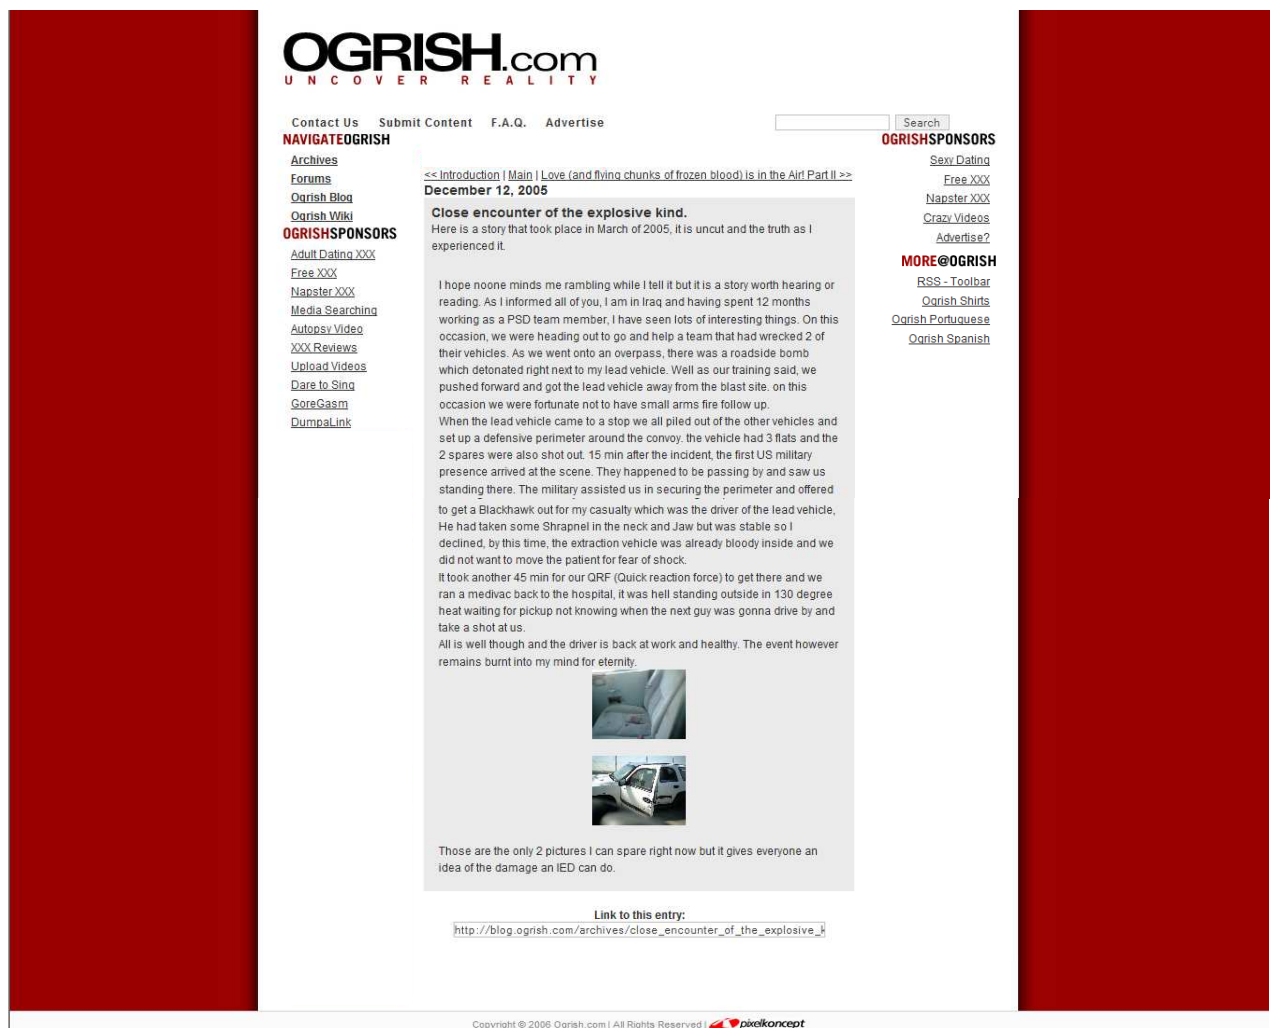 OGRISH.com
UNCOVER REALITY
Contact Us Submit Content F.A.Q. Advertise Search
NAVIGATEOGRISH
Archives
Forums
Ogrish Blog
Ogrish Wiki
OGRISHSPONSORS
Adult Dating XXX
Free XXX
Napster XXX
Media Searching
Autopsy Video
XXX Reviews
Upload Videos
Dare to Sing
GoreGasm
DumpaLink
<< Introduction | Main | Love (and flying chunks of frozen blood) is in the Air! Part II >>
December 12, 2005
Close encounter of the explosive kind.
Here is a story that took place in March of 2005, it is uncut and the truth as I
experienced it.
I hope noone minds me rambling while I tell it but it is a story worth hearing or
reading. As I informed all of you, I am in Iraq and having spent 12 months
working as a PSD team member, I have seen lots of interesting things. On this
occasion, we were heading out to go and help a team that had wrecked 2 of
their vehicles. As we went onto an overpass, there was a roadside bomb
which detonated right next to my lead vehicle. Well as our training said, we
pushed forward and got the lead vehicle away from the blast site. on this
occasion we were fortunate not to have small arms fire follow up.
When the lead vehicle came to a stop we all piled out of the other vehicles and
set up a defensive perimeter around the convoy. the vehicle had 3 flats and the
2 spares were also shot out. 15 min after the incident, the first US military
presence arrived at the scene. They happened to be passing by and saw us
standing there. The military assisted us in securing the perimeter and offered
to get a Blackhawk out for my casualty which was the driver of the lead vehicle,
He had taken some Shrapnel in the neck and Jaw but was stable so I
declined, by this time, the extraction vehicle was already bloody inside and we
did not want to move the patient for fear of shock.
It took another 45 min for our QRF (Quick reaction force) to get there and we
ran a medivac back to the hospital, it was hell standing outside in 130 degree
heat waiting for pickup not knowing when the next guy was gonna drive by and
take a shot at us.
All is well though and the driver is back at work and healthy. The event however
remains burnt into my mind for eternity.
Those are the only 2 pictures I can spare right now but it gives everyone an
idea of the damage an IED can do.
Link to this entry:
http://blog.ogrish.com/archives/close_encounter_of_the_explosive_k
OGRISHSPONSORS
Sexy Dating
Free XXX
Napster XXX
Crazy Videos
Advertise?
MORE@OGRISH
RSS - Toolbar
Ogrish Shirts
Ogrish Portuguese
Ogrish Spanish
Copyright © 2006 Ogrish.com | All Rights Reserved | pixelkoncept